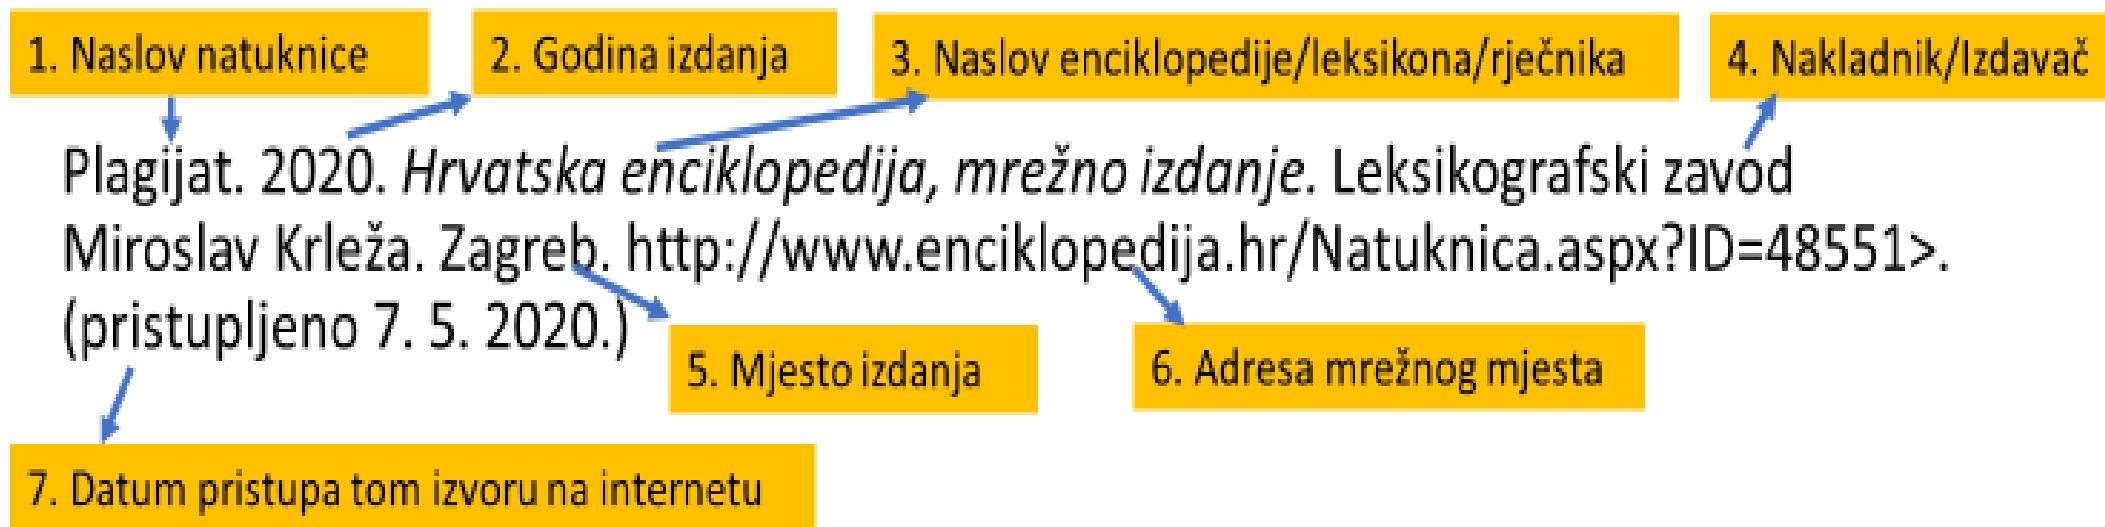 1. Naslov natuknice
2. Godina izdanja
3. Naslov enciklopedije/leksikona/rječnika
4. Nakladnik/Izdavač
Plagijat. 2020. Hrvatska enciklopedija, mrežno izdanje. Leksikografski zavod
Miroslav Krleža. Zagreb. http://www.enciklopedija.hr/Natuknica.aspx?ID=48551>.
(pristupljeno 7. 5. 2020.)
5. Mjesto izdanja
6. Adresa mrežnog mjesta
7. Datum pristupa tom izvoru na internetu